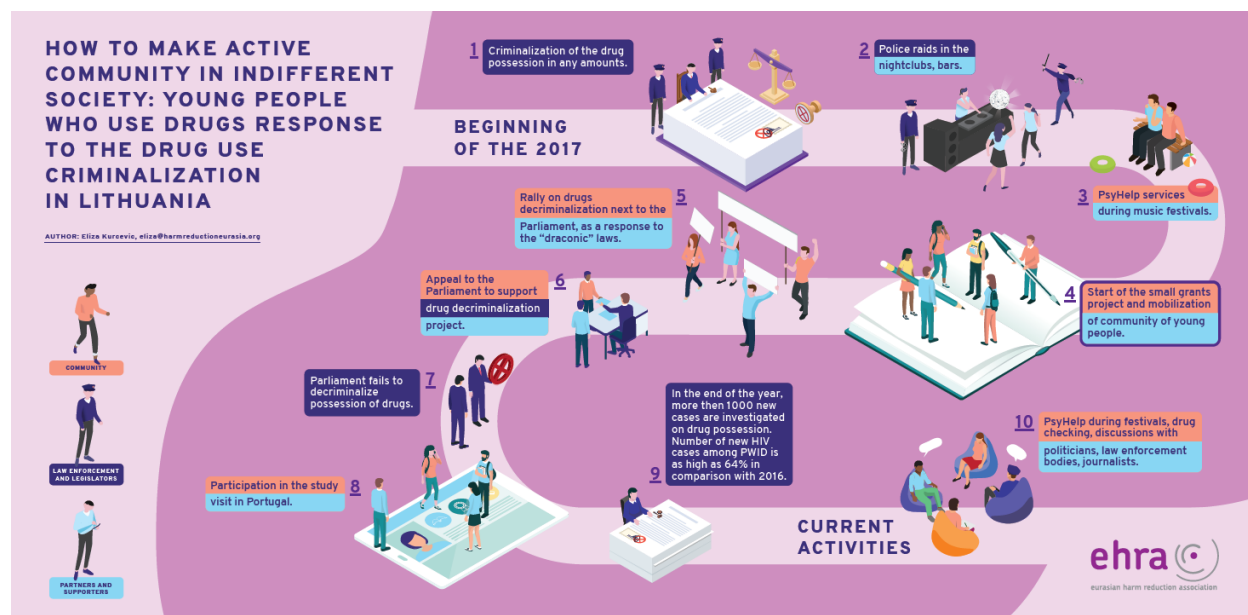 HOW TO MAKE ACTIVE
COMMUNITY IN INDIFFERENT
SOCIETY: YOUNG PEOPLE
WHO USE DRUGS RESPONSE
TO THE DRUG USE
CRIMINALIZATION
IN LITHUANIA
AUTHOR: Eliza Kurcevic, eliza@harmreductioneurasia.org
COMMUNITY
LAW ENFORCEMENT
AND LEGISLATORS
PARTNERS AND
SUPPORTERS
BEGINNING
OF THE 2017
1
Criminalization of the drug
possession in any amounts.
2
Police raids in the
nightclubs, bars.
3
PsyHelp services
during music festivals.
4
Start of the small grants
project and mobilization
of community of young
people.
5
Rally on drugs
decriminalization next to the
Parliament, as a response to
the “draconic” laws.
6
Appeal to the
Parliament to support
drug decriminalization
project.
7
Parliament fails to
decriminalize
possession of drugs.
8
Participation in the study
visit in Portugal.
9
In the end of the year,
more then 1000 new
cases are investigated
on drug possession.
Number of new HIV
cases among PWID is
as high as 64% in
comparison with 2016.
10
PsyHelp during festivals, drug
checking, discussions with
politicians, law enforcement
bodies, journalists.
CURRENT
ACTIVITIES
ehra
eurasian harm reduction association